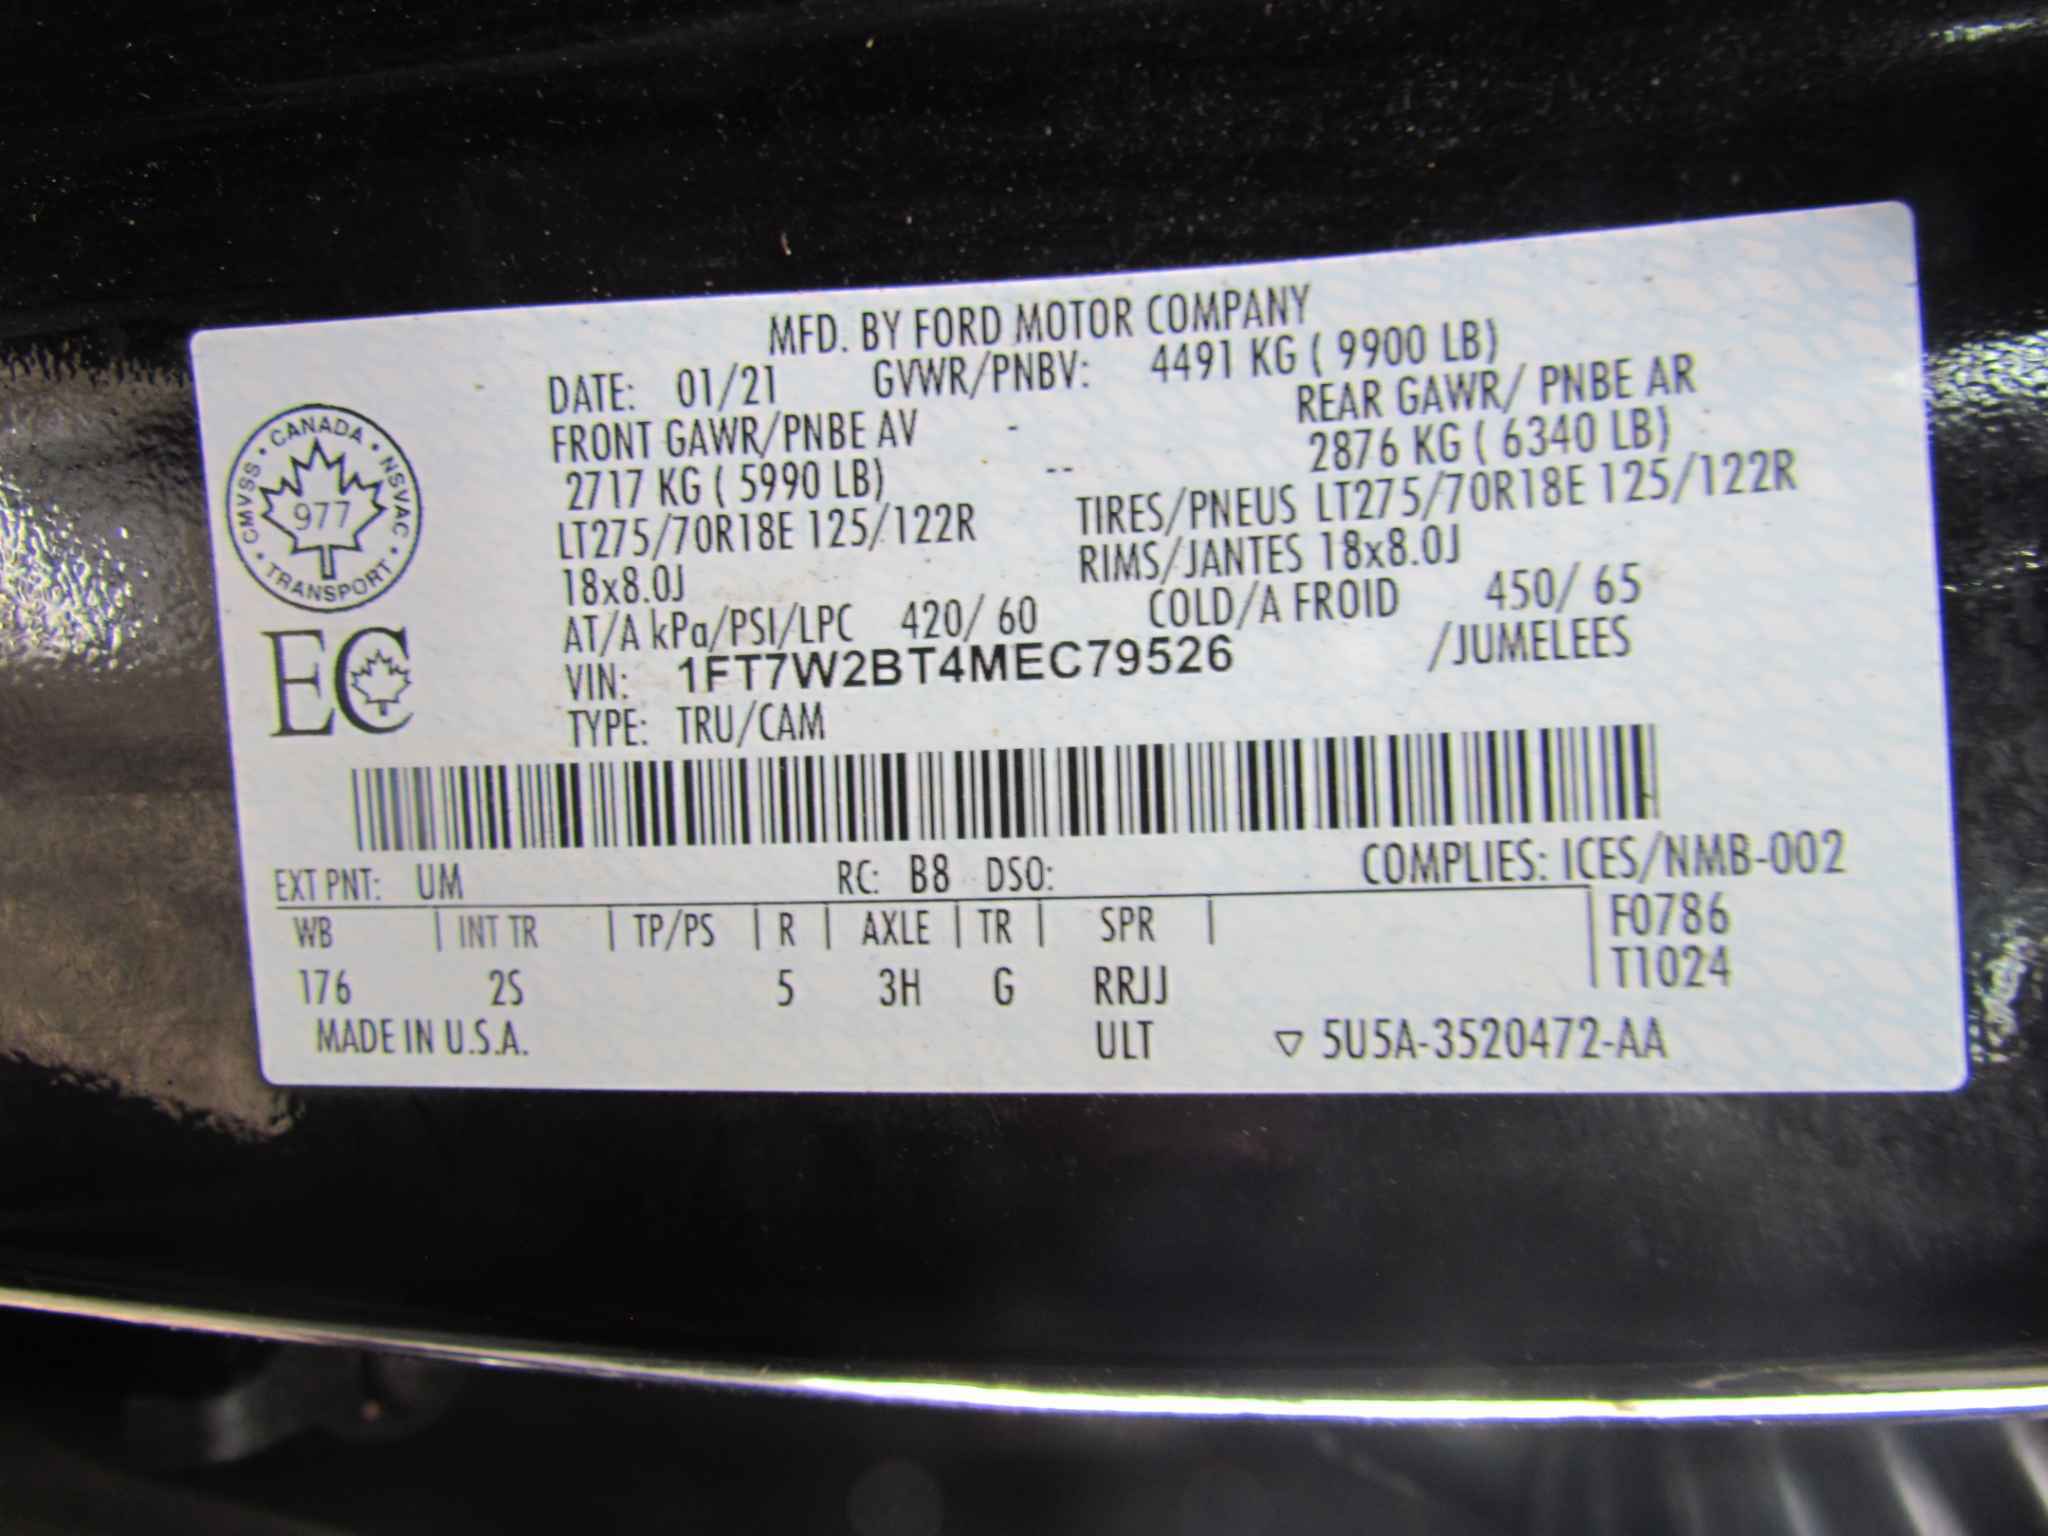 MFD. BY FORD MOTOR COMPANY
DATE: 01/21 GVWR/PNBV: 4491 KG ( 9900 LB)
FRONT GAWR/PNBE AV - REAR GAWR/ PNBE AR
2717 KG ( 5990 LB) -- 2876 KG ( 6340 LB)
LT275/70R18E 125/122R TIRES/PNEUS LT275/70R18E 125/122R
18x8.0J RIMS/JANTES 18x8.0J
AT/A kPa/PSI/LPC 420/ 60 COLD/A FROID 450/ 65
VIN: 1FT7W2BT4MEC79526 /JUMELEES
TYPE: TRU/CAM
CANADA • NSVAC • TRANSPORT • CMVSS •
977
EC
EXT PNT: UM RC: B8 DSO: COMPLIES: ICES/NMB-002
WB | INT TR | TP/PS | R | AXLE | TR | SPR | F0786
176 2S 5 3H G RRJJ T1024
MADE IN U.S.A. ULT ▽ 5U5A-3520472-AA